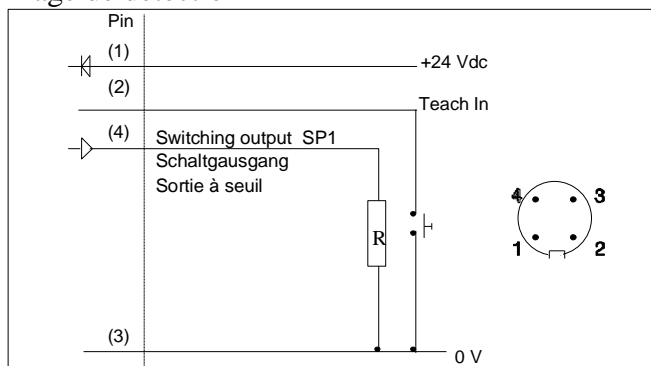 Pin
(1)
+24 Vdc
(2)
Teach In
(4)
Switching output SP1
Schaltgausgang
Sortie à seuil
R
4 3
1 2
(3)
0 V